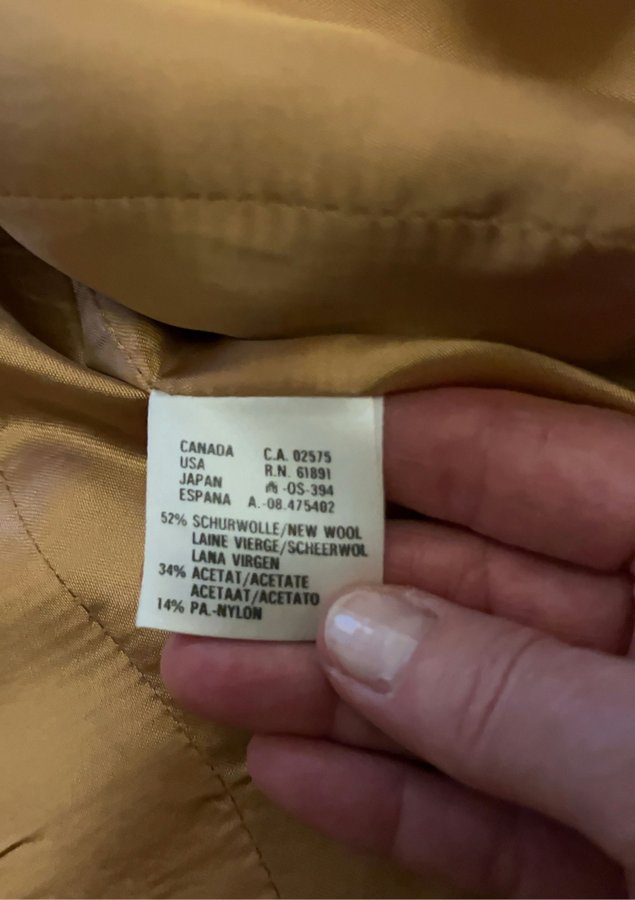 CANADA C.A. 02575
USA R.N. 61891
JAPAN -OS-394
ESPANA A.-08.475402
52% SCHURWOLLE/NEW WOOL
LAINE VIERGE/SCHEERWOL
LANA VIRGEN
34% ACETAT/ACETATE
ACETAAT/ACETATO
14% PA.-NYLON